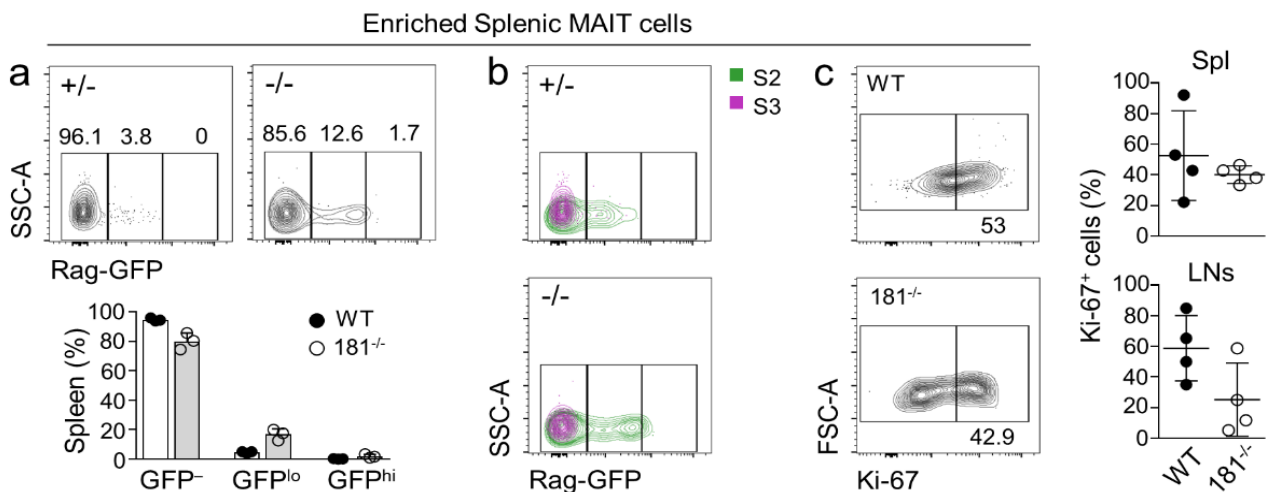 Enriched Splenic MAIT cells
a
+/-
96.1 3.8 0
-/-
85.6 12.6 1.7
SSC-A
Rag-GFP
Spleen (%)
100
80
60
40
20
0
WT
181-/-
GFP–
GFPlo
GFPhi
b
+/-
S2
S3
-/-
SSC-A
Rag-GFP
c
WT
53
181-/-
42.9
FSC-A
Ki-67
Ki-67+ cells (%)
Spl
100
80
60
40
20
0
LNs
100
80
60
40
20
0
WT
181-/-